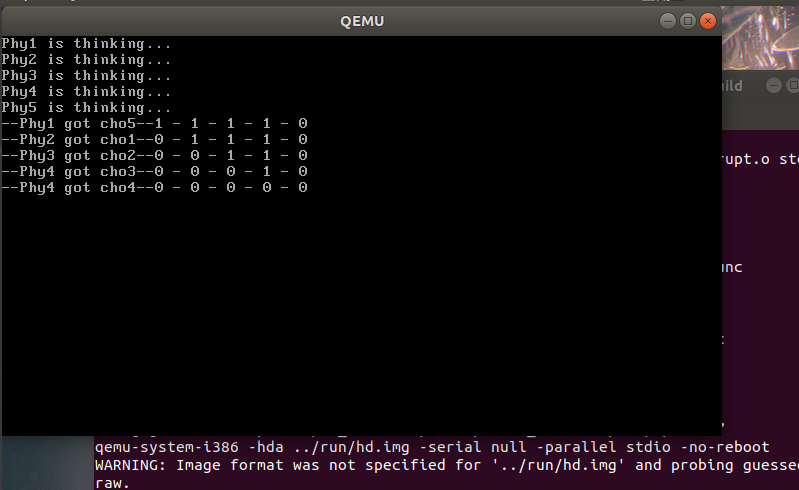 QEMU
Phy1 is thinking...
Phy2 is thinking...
Phy3 is thinking...
Phy4 is thinking...
Phy5 is thinking...
--Phy1 got cho5--1 - 1 - 1 - 1 - 0
--Phy2 got cho1--0 - 1 - 1 - 1 - 0
--Phy3 got cho2--0 - 0 - 1 - 1 - 0
--Phy4 got cho3--0 - 0 - 0 - 1 - 0
--Phy4 got cho4--0 - 0 - 0 - 0 - 0
qemu-system-i386 -hda ../run/hd.img -serial null -parallel stdio -no-reboot
WARNING: Image format was not specified for '../run/hd.img' and probing guessed
raw.